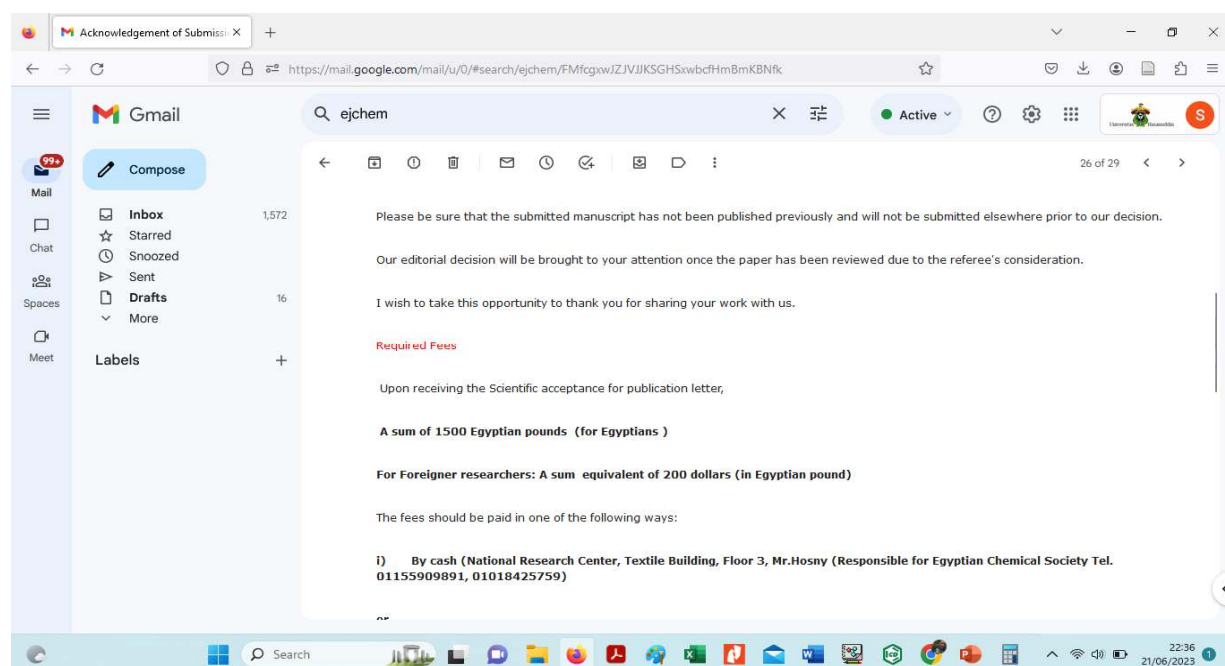 Acknowledgement of Submissi
https://mail.google.com/mail/u/0/#search/ejchem/FMfcgxwJZJVJJKSGHSxwbcfHmBmKBNfk
Gmail
ejchem
Active
S
99+
Mail
Chat
Spaces
Meet
Compose
Inbox 1,572
Starred
Snoozed
Sent
Drafts 16
More
Labels
26 of 29
Please be sure that the submitted manuscript has not been published previously and will not be submitted elsewhere prior to our decision.
Our editorial decision will be brought to your attention once the paper has been reviewed due to the referee's consideration.
I wish to take this opportunity to thank you for sharing your work with us.
Required Fees
Upon receiving the Scientific acceptance for publication letter,
A sum of 1500 Egyptian pounds (for Egyptians )
For Foreigner researchers: A sum equivalent of 200 dollars (in Egyptian pound)
The fees should be paid in one of the following ways:
i) By cash (National Research Center, Textile Building, Floor 3, Mr.Hosny (Responsible for Egyptian Chemical Society Tel.
01155909891, 01018425759)
or
Search
22:36
21/06/2023
1